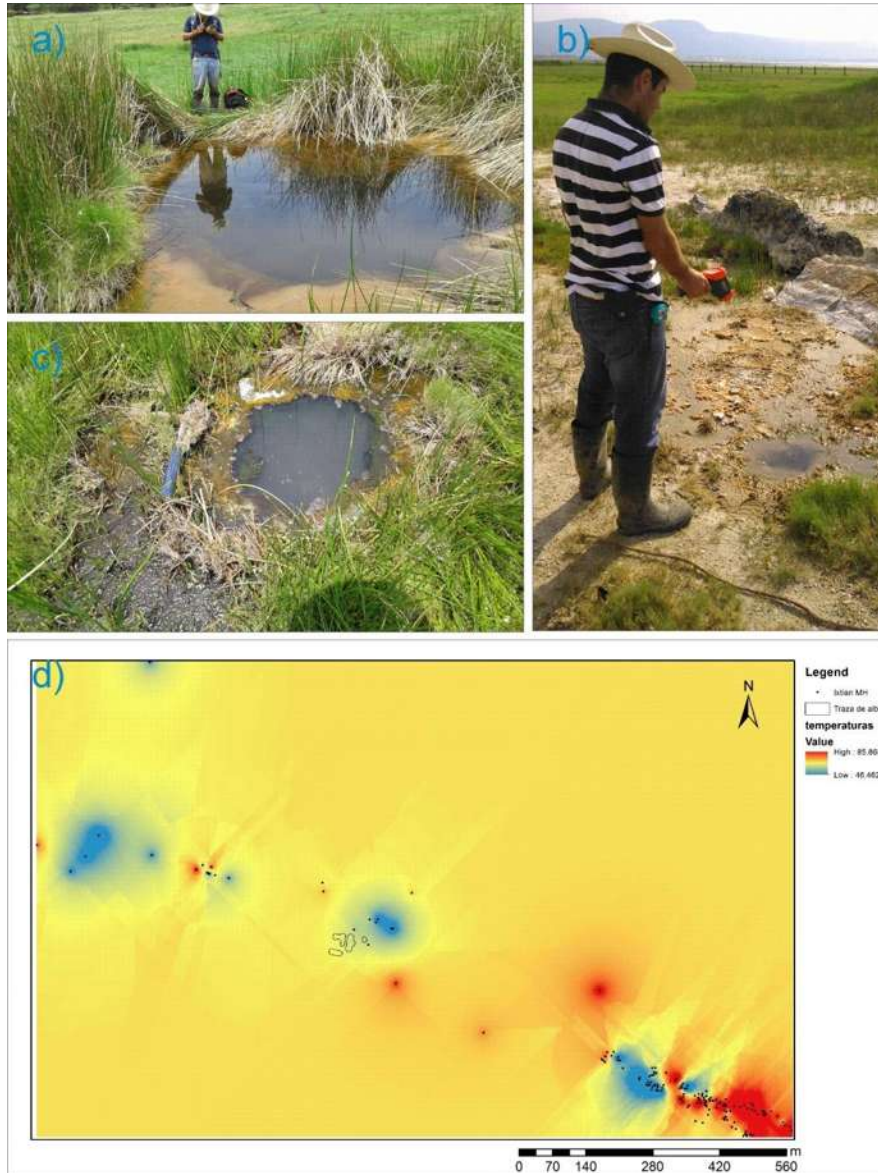 a)
b)
c)
d)
N
Legend
Ixtlan MH
Traza de alb
temperaturas
Value
High : 85,86
Low : 46,462
m
0 70 140 280 420 560